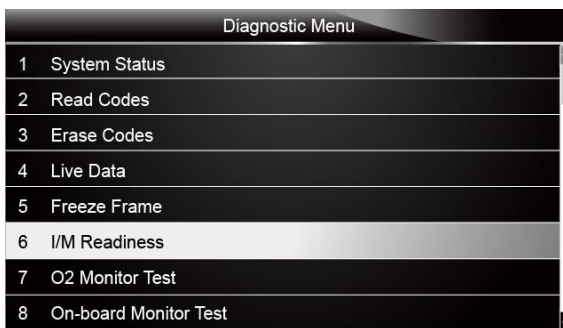 Diagnostic Menu
1 System Status
2 Read Codes
3 Erase Codes
4 Live Data
5 Freeze Frame
6 I/M Readiness
7 O2 Monitor Test
8 On-board Monitor Test